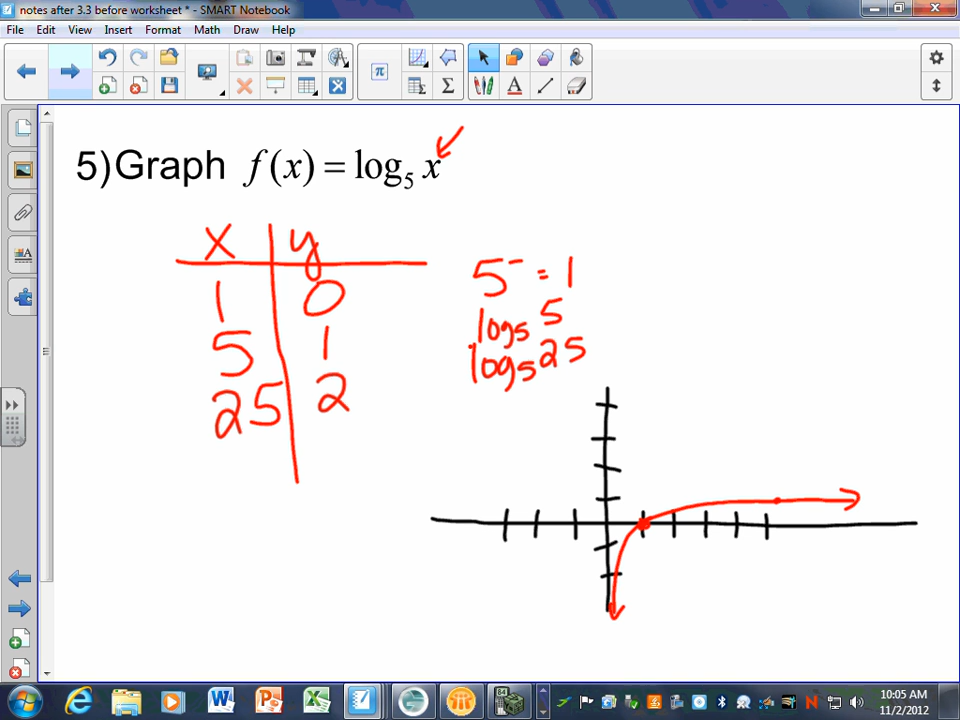 notes after 3.3 before worksheet * - SMART Notebook
File Edit View Insert Format Math Draw Help
π Σ A
5) Graph f(x) = log₅ x
x y
1 0
5 1
25 2
5⁻ = 1
log₅ 5
log₅ 25
10:05 AM
11/2/2012